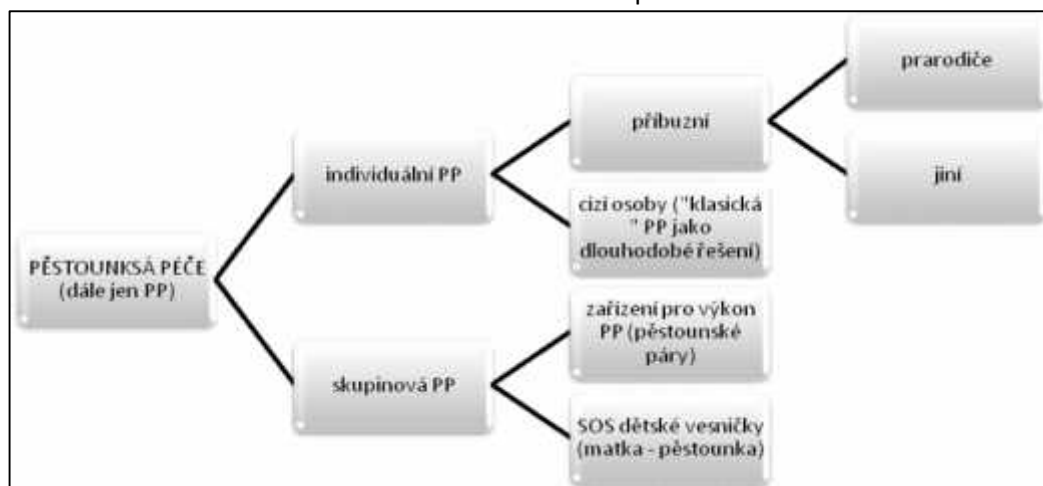 PĚSTOUNKSÁ PÉČE
(dále jen PP)
individuální PP
příbuzní
prarodiče
jiní
cizí osoby ("klasická
" PP jako
dlouhodobé řešení)
skupinová PP
zařízení pro výkon
PP (pěstounské
páry)
SOS dětské vesničky
(matka - pěstounka)